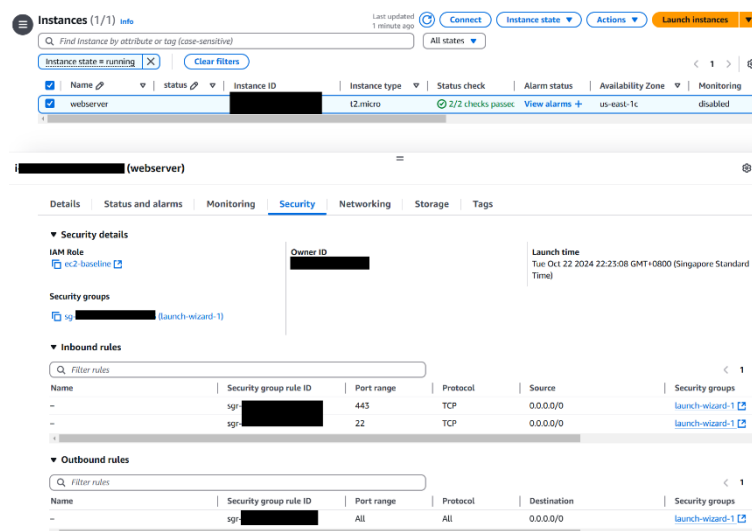 Instances (1/1) Info
Last updated
1 minute ago
Connect
Instance state
Actions
Launch instances
Find Instance by attribute or tag (case-sensitive)
All states
Instance state = running
Clear filters
1
Name status Instance ID Instance type Status check Alarm status Availability Zone Monitoring
webserver t2.micro 2/2 checks passec View alarms + us-east-1c disabled
i- (webserver)
Details Status and alarms Monitoring Security Networking Storage Tags
Security details
IAM Role
ec2-baseline
Owner ID
Launch time
Tue Oct 22 2024 22:23:08 GMT+0800 (Singapore Standard
Time)
Security groups
sg- (launch-wizard-1)
Inbound rules
Filter rules
1
Name Security group rule ID Port range Protocol Source Security groups
– sgr- 443 TCP 0.0.0.0/0 launch-wizard-1
– sgr- 22 TCP 0.0.0.0/0 launch-wizard-1
Outbound rules
Filter rules
1
Name Security group rule ID Port range Protocol Destination Security groups
– sgr- All All 0.0.0.0/0 launch-wizard-1